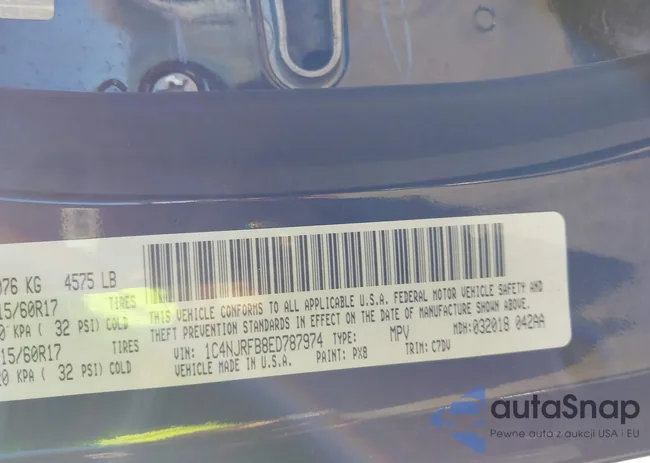 076 KG 4575 LB
15/60R17 TIRES
0 KPA ( 32 PSI) COLD
15/60R17 TIRES
20 KPA ( 32 PSI) COLD
THIS VEHICLE CONFORMS TO ALL APPLICABLE U.S.A. FEDERAL MOTOR VEHICLE SAFETY AND
THEFT PREVENTION STANDARDS IN EFFECT ON THE DATE OF MANUFACTURE SHOWN ABOVE.
VIN: 1C4NJRFB8ED787974 TYPE: MPV MDH: 032018 042AA
VEHICLE MADE IN U.S.A. PAINT: PX8 TRIM: C7DV
autaSnap
Pewne auta z aukcji USA i EU